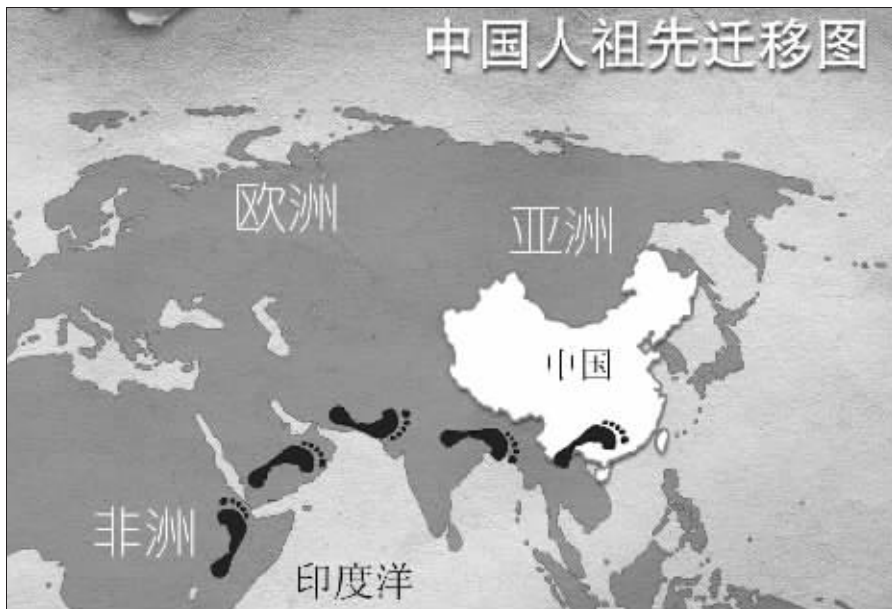 中国人祖先迁移图
欧洲
亚洲
中国
非洲
印度洋